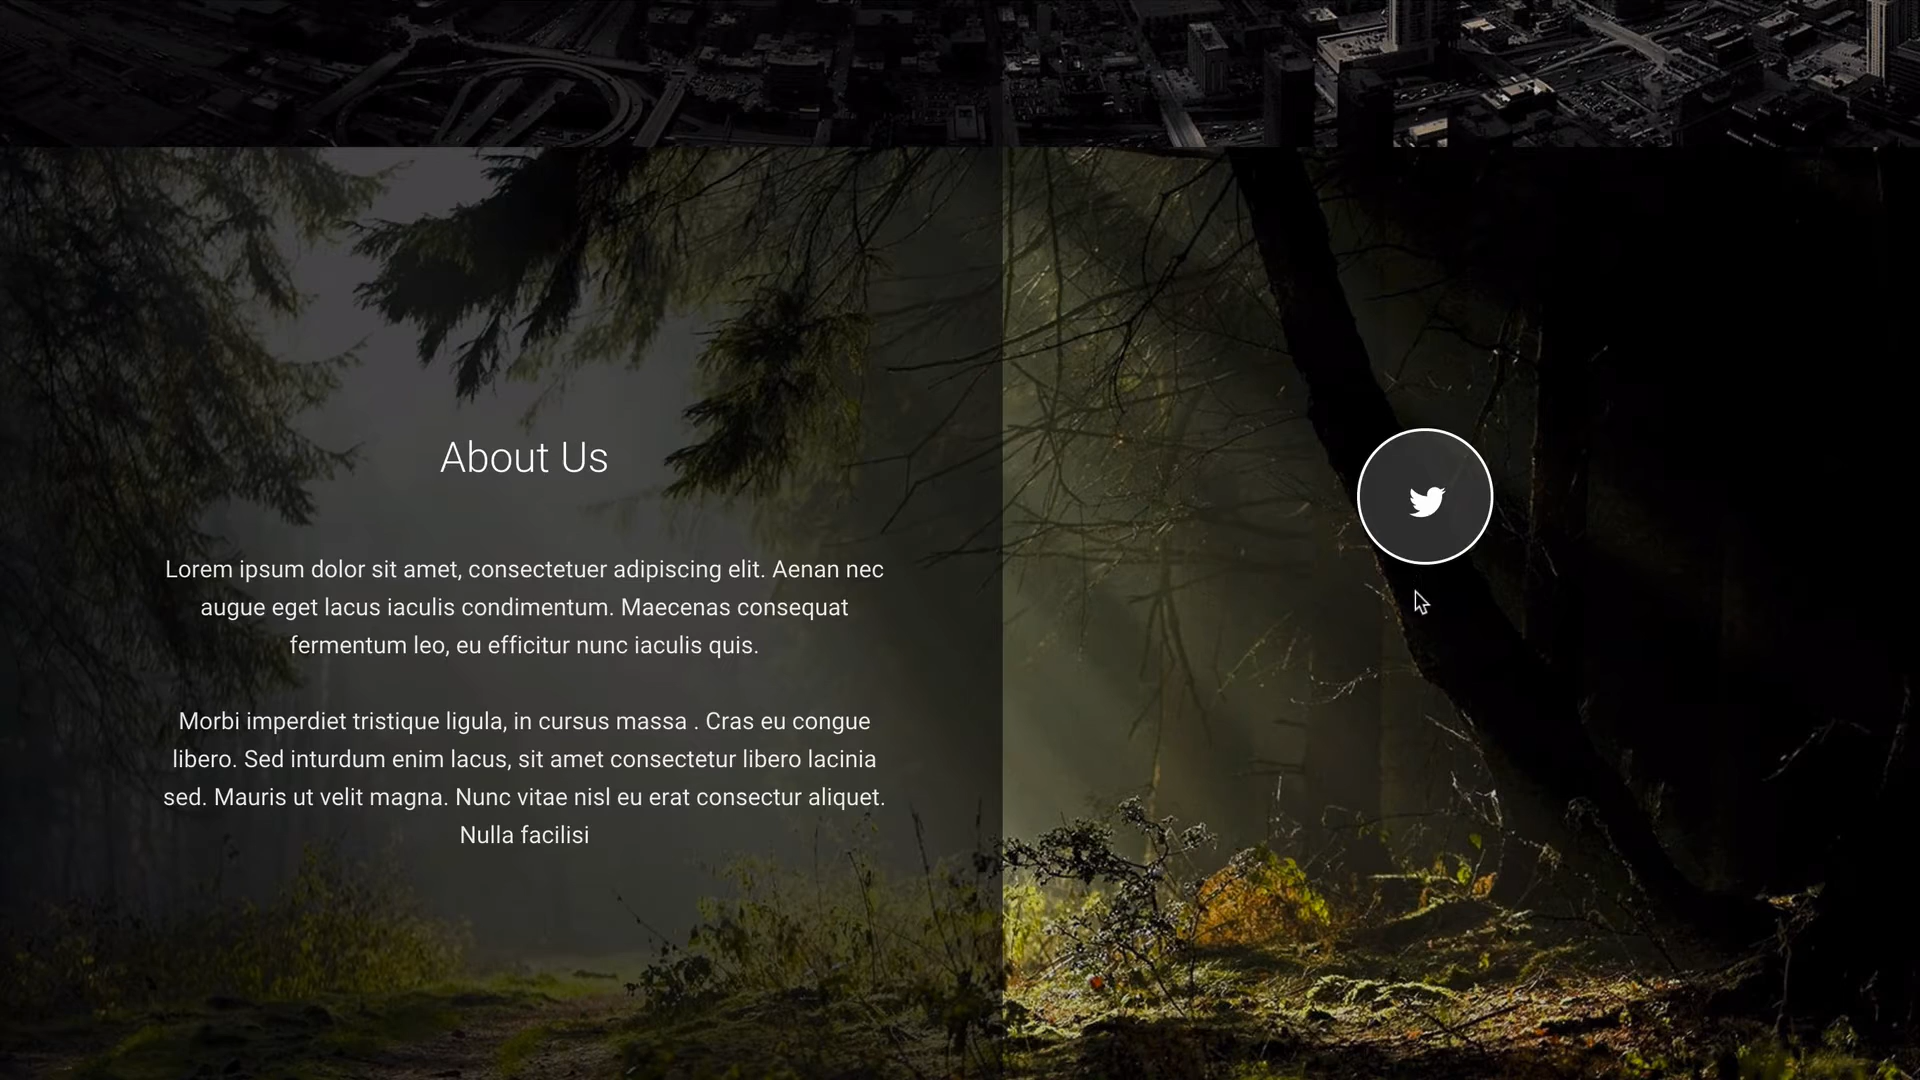 About Us
Lorem ipsum dolor sit amet, consectetuer adipiscing elit. Aenan nec
augue eget lacus iaculis condimentum. Maecenas consequat
fermentum leo, eu efficitur nunc iaculis quis.
Morbi imperdiet tristique ligula, in cursus massa . Cras eu congue
libero. Sed inturdum enim lacus, sit amet consectetur libero lacinia
sed. Mauris ut velit magna. Nunc vitae nisl eu erat consectur aliquet.
Nulla facilisi